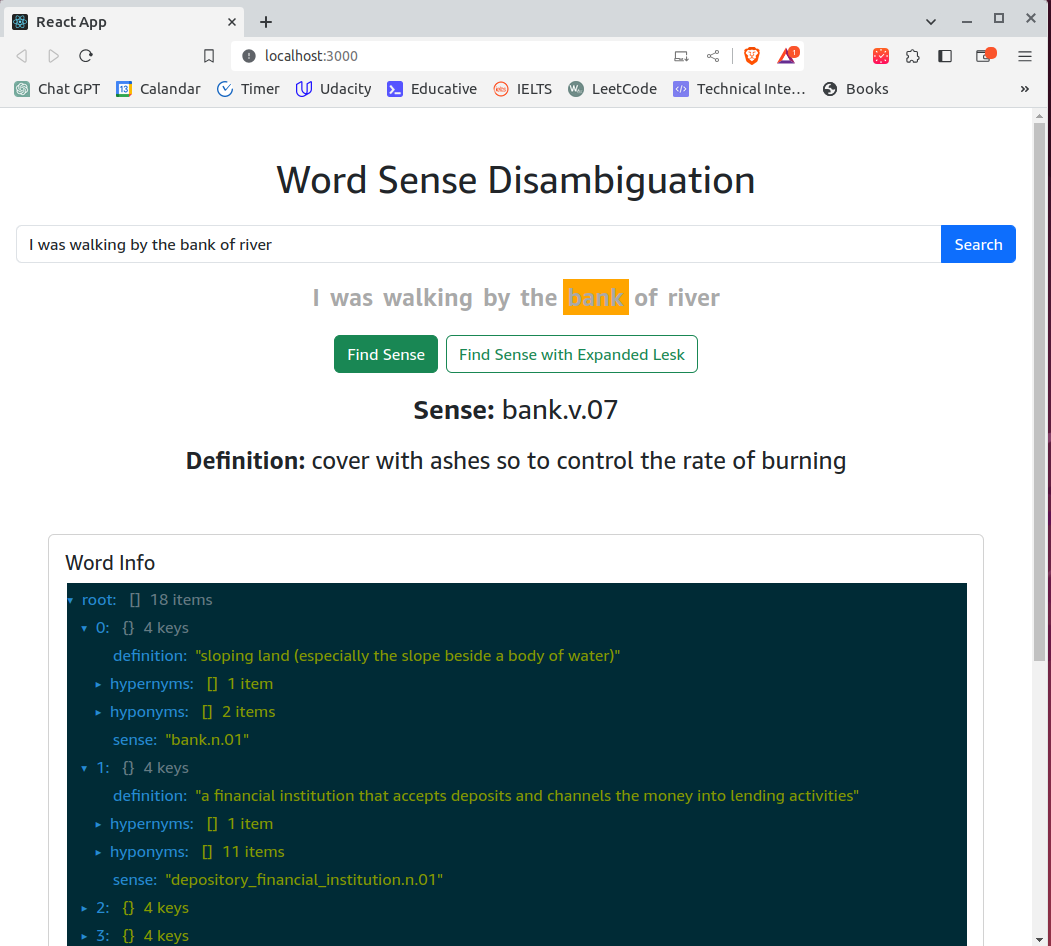 React App
localhost:3000
1
Chat GPT 13 Calandar Timer Udacity Educative IELTS LeetCode Technical Inte... Books »
Word Sense Disambiguation
I was walking by the bank of river Search
I was walking by the bank of river
Find Sense Find Sense with Expanded Lesk
Sense: bank.v.07
Definition: cover with ashes so to control the rate of burning
Word Info
root: [] 18 items
0: {} 4 keys
definition: "sloping land (especially the slope beside a body of water)"
hypernyms: [] 1 item
hyponyms: [] 2 items
sense: "bank.n.01"
1: {} 4 keys
definition: "a financial institution that accepts deposits and channels the money into lending activities"
hypernyms: [] 1 item
hyponyms: [] 11 items
sense: "depository_financial_institution.n.01"
2: {} 4 keys
3: {} 4 keys